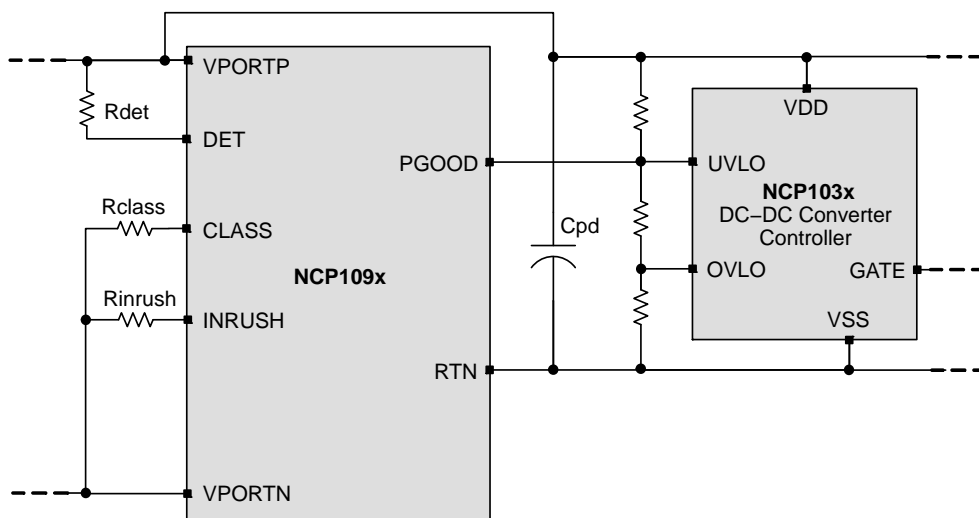 VPORTP
Rdet
DET
VDD
PGOOD
UVLO
NCP103x
DC−DC Converter
Controller
Rclass
CLASS
Cpd
NCP109x
OVLO
GATE
Rinrush
INRUSH
VSS
RTN
VPORTN